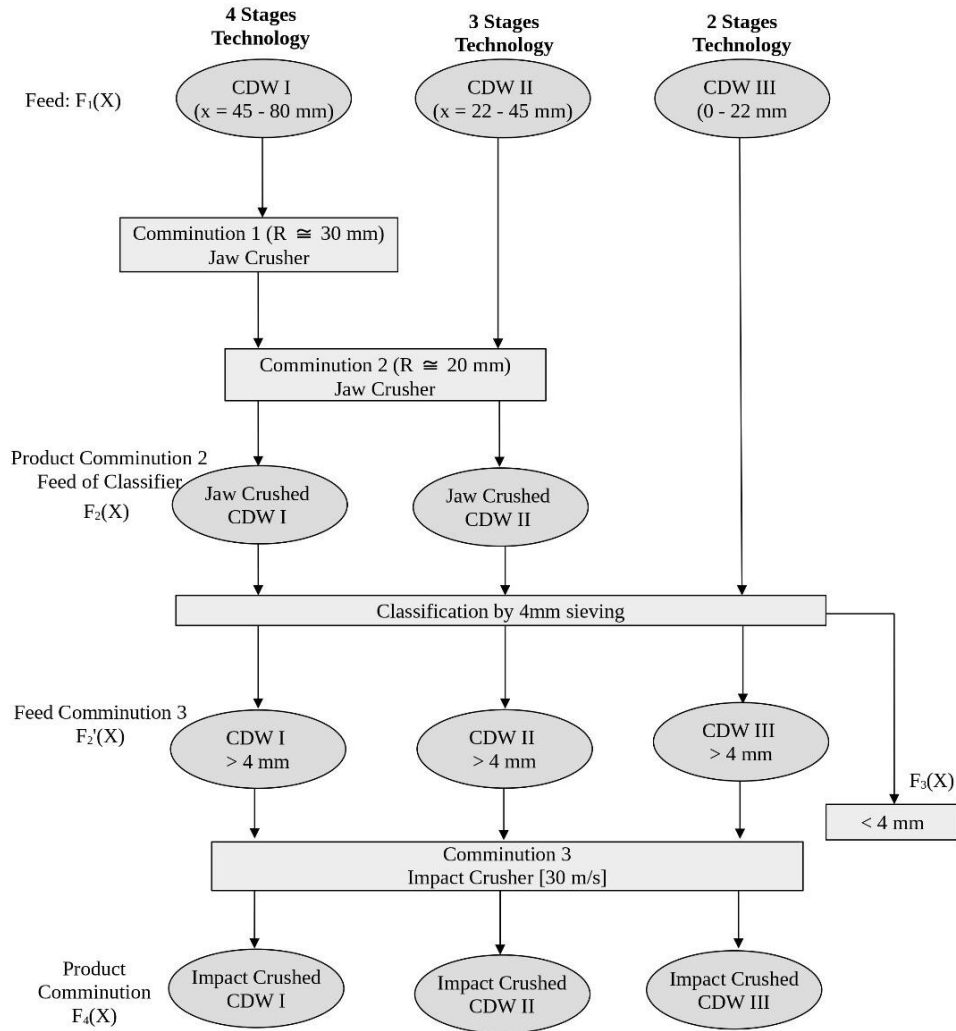 4 Stages
Technology
3 Stages
Technology
2 Stages
Technology
Feed: F₁(X)
CDW I
(x = 45 - 80 mm)
CDW II
(x = 22 - 45 mm)
CDW III
(0 - 22 mm
Comminution 1 (R ≅ 30 mm)
Jaw Crusher
Comminution 2 (R ≅ 20 mm)
Jaw Crusher
Product Comminution 2
Feed of Classifier
F₂(X)
Jaw Crushed
CDW I
Jaw Crushed
CDW II
Classification by 4mm sieving
Feed Comminution 3
F₂'(X)
CDW I
> 4 mm
CDW II
> 4 mm
CDW III
> 4 mm
F₃(X)
< 4 mm
Comminution 3
Impact Crusher [30 m/s]
Product
Comminution
F₄(X)
Impact Crushed
CDW I
Impact Crushed
CDW II
Impact Crushed
CDW III